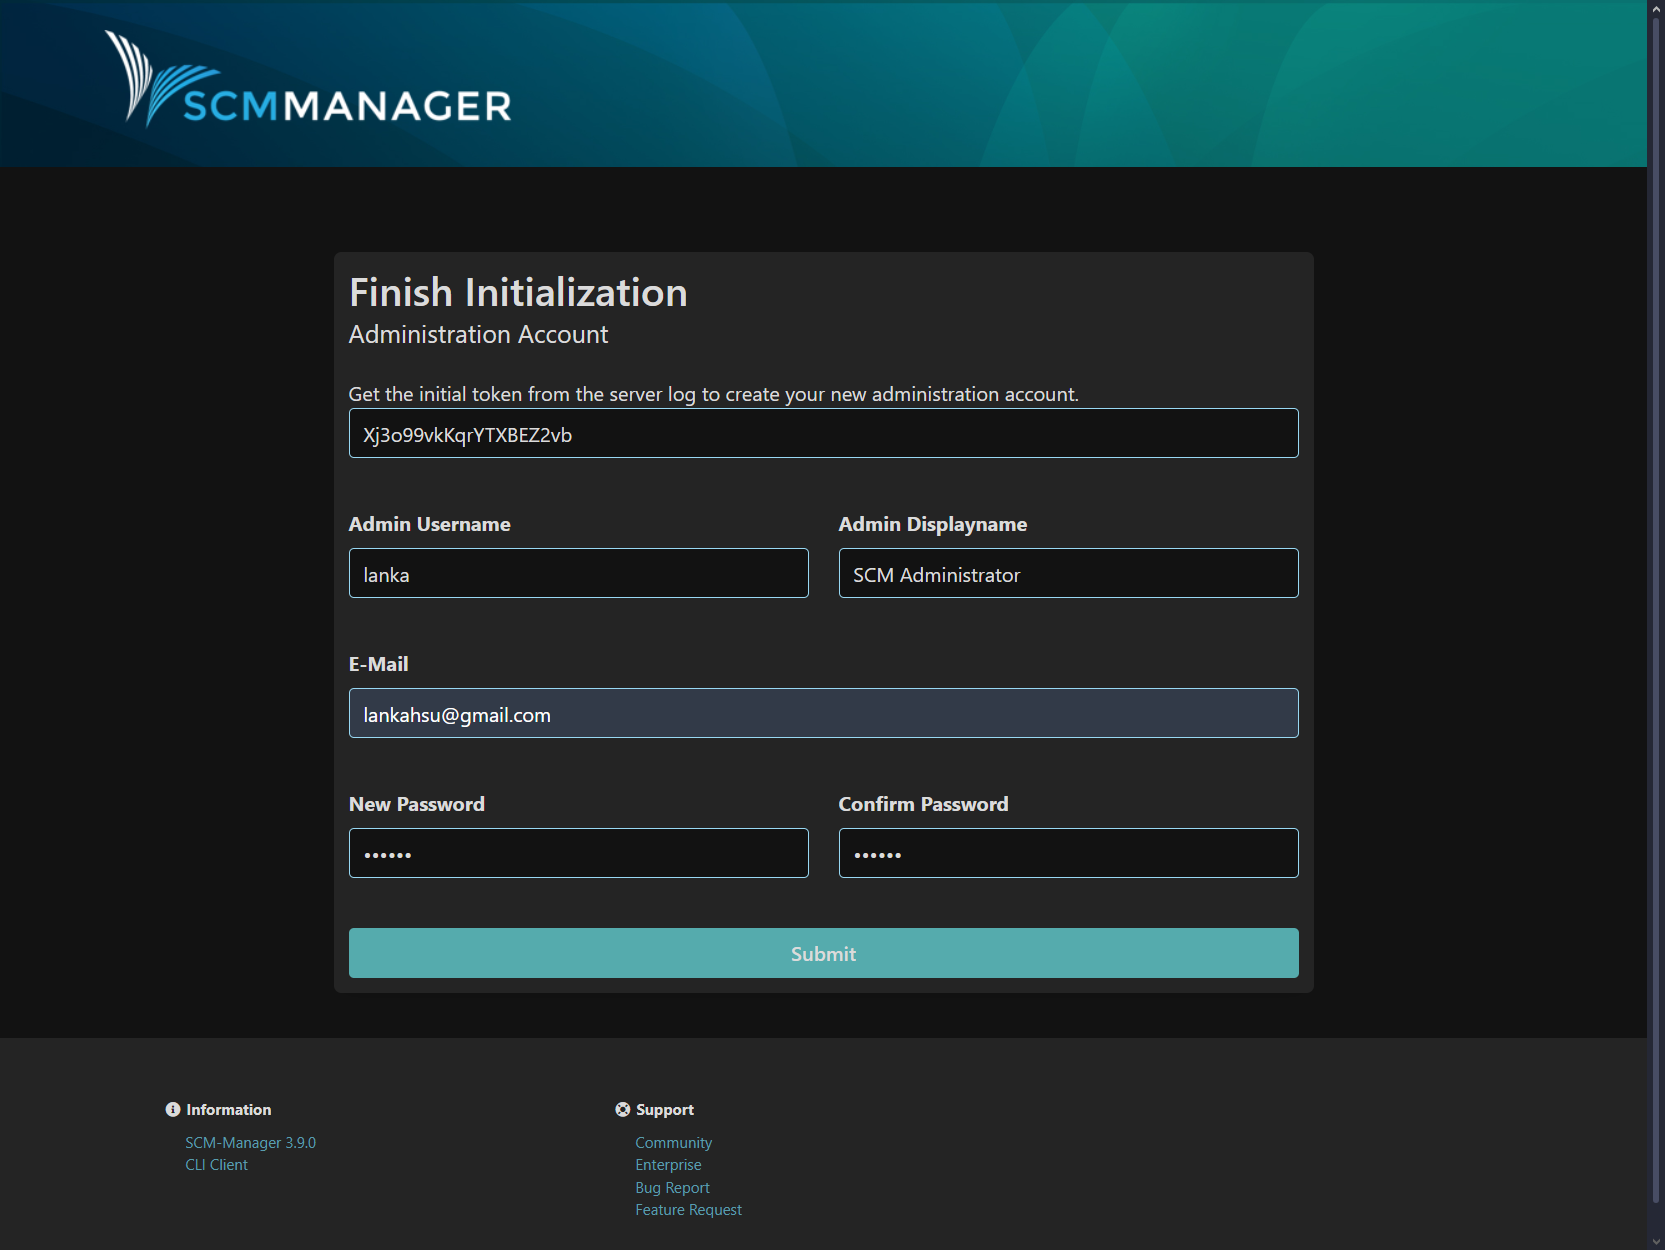 SCMMANAGER
Finish Initialization
Administration Account
Get the initial token from the server log to create your new administration account.
Xj3o99vkKqrYTXBEZ2vb
Admin Username
Admin Displayname
lanka
SCM Administrator
E-Mail
lankahsu@gmail.com
New Password
Confirm Password
••••••
••••••
Submit
Information
Support
SCM-Manager 3.9.0
Community
CLI Client
Enterprise
Bug Report
Feature Request